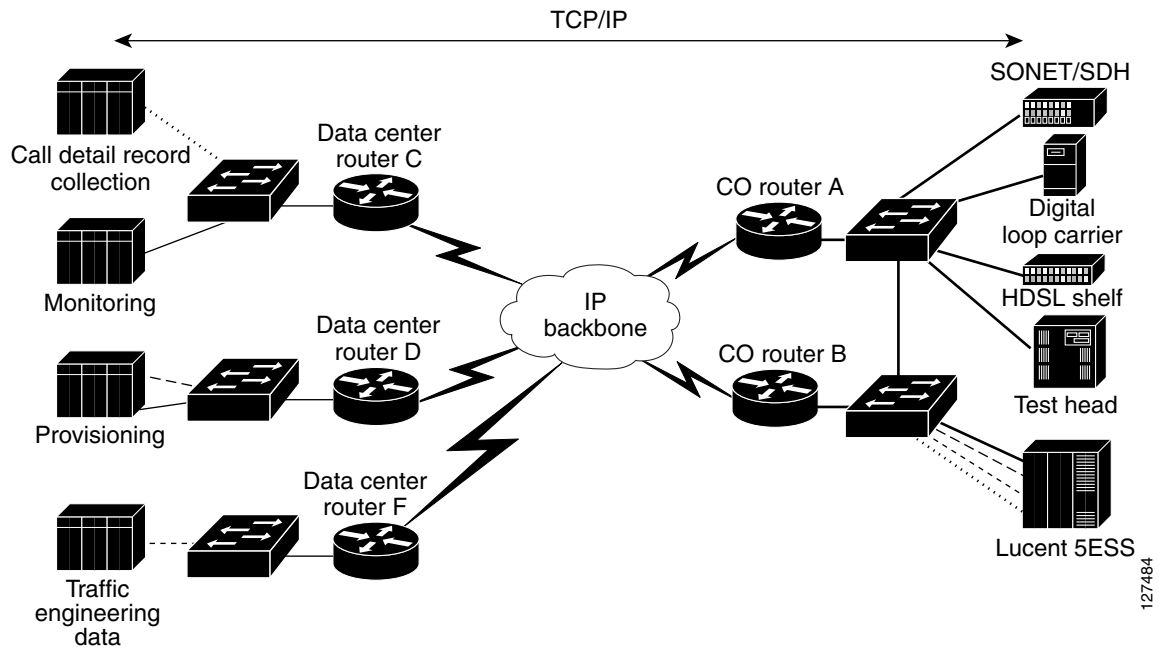 TCP/IP
SONET/SDH
Call detail record
collection
Data center
router C
CO router A
Digital
loop carrier
Monitoring
IP
backbone
HDSL shelf
Data center
router D
CO router B
Provisioning
Test head
Data center
router F
Lucent 5ESS
Traffic
engineering
data
127484